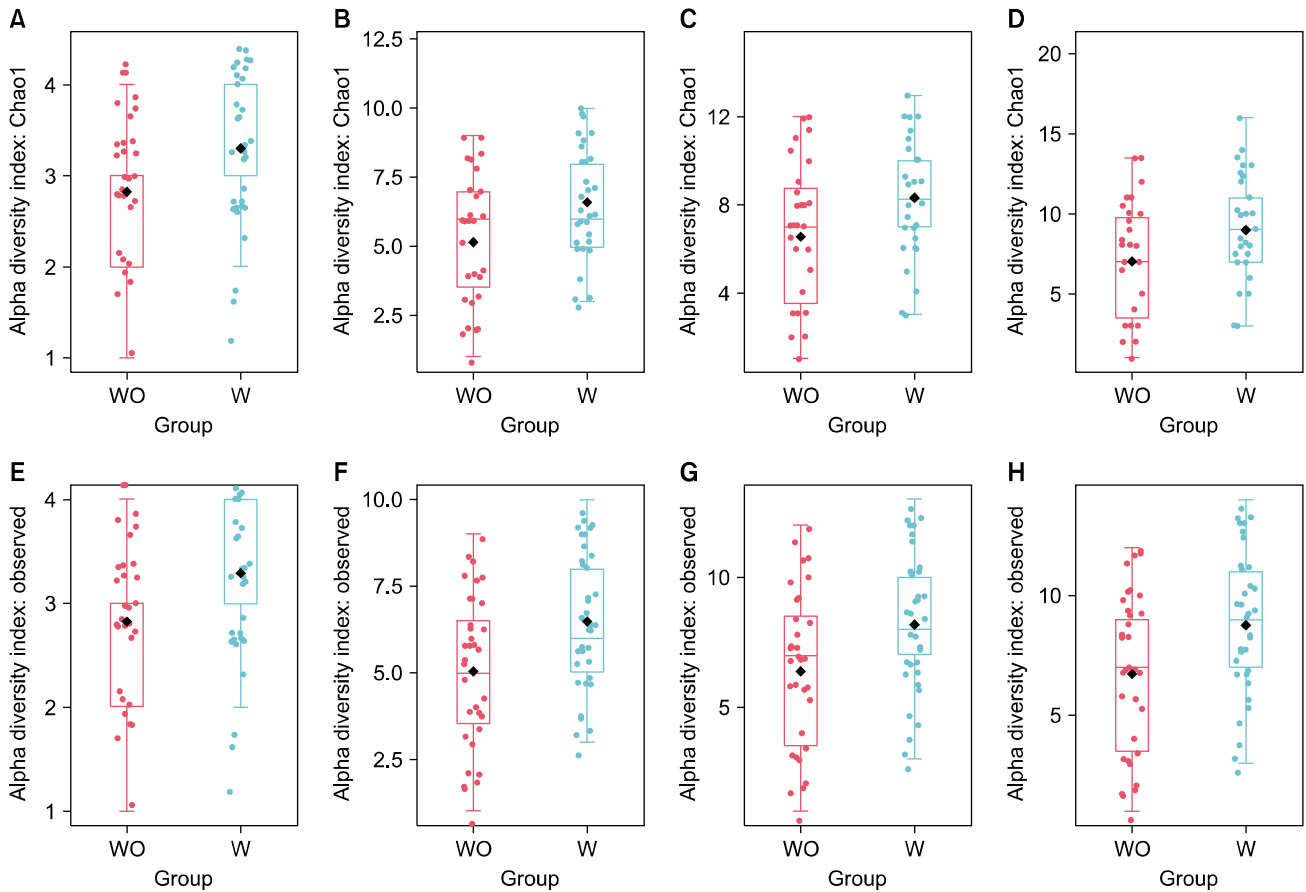 A
Alpha diversity index: Chao1
4
3
2
1
WO
W
Group
B
Alpha diversity index: Chao1
12.5
10.0
7.5
5.0
2.5
WO
W
Group
C
Alpha diversity index: Chao1
12
8
4
WO
W
Group
D
Alpha diversity index: Chao1
20
15
10
5
WO
W
Group
E
Alpha diversity index: observed
4
3
2
1
WO
W
Group
F
Alpha diversity index: observed
10.0
7.5
5.0
2.5
WO
W
Group
G
Alpha diversity index: observed
10
5
WO
W
Group
H
Alpha diversity index: observed
10
5
WO
W
Group